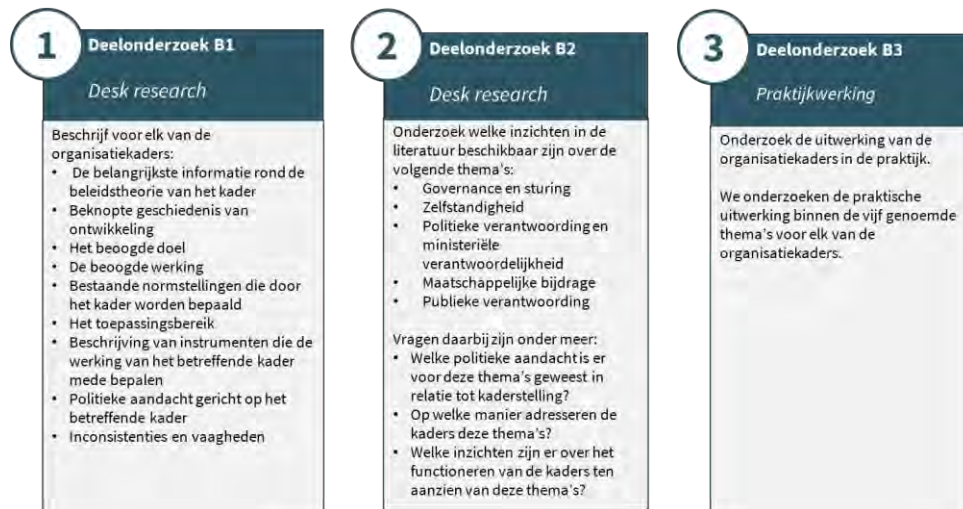 1
Deelonderzoek B1
Desk research
Beschrijf voor elk van de
organisatiekaders:
• De belangrijkste informatie rond de
beleidstheorie van het kader
• Beknopte geschiedenis van
ontwikkeling
• Het beoogde doel
• De beoogde werking
• Bestaande normstellingen die door
het kader worden bepaald
• Het toepassingsbereik
• Beschrijving van instrumenten die de
werking van het betreffende kader
mede bepalen
• Politieke aandacht gericht op het
betreffende kader
• Inconsistenties en vaagheden
2
Deelonderzoek B2
Desk research
Onderzoek welke inzichten in de
literatuur beschikbaar zijn over de
volgende thema's:
• Governance en sturing
• Zelfstandigheid
• Politieke verantwoording en
ministeriële
verantwoordelijkheid
• Maatschappelijke bijdrage
• Publieke verantwoording
Vragen daarbij zijn onder meer:
• Welke politieke aandacht is er
voor deze thema's geweest in
relatie tot kaderstelling?
• Op welke manier adresseren de
kaders deze thema's?
• Welke inzichten zijn er over het
functioneren van de kaders ten
aanzien van deze thema's?
3
Deelonderzoek B3
Praktijkwerking
Onderzoek de uitwerking van de
organisatiekaders in de praktijk.
We onderzoeken de praktische
uitwerking binnen de vijf genoemde
thema's voor elk van de
organisatiekaders.